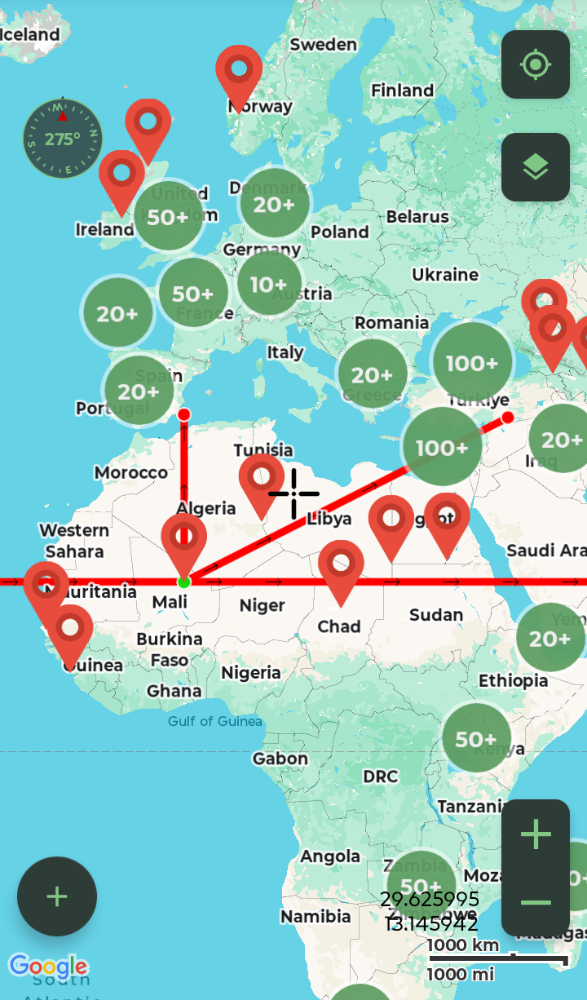 Iceland
Sweden
Finland
Norway
W
N
S
E
275°
United
Kingdom
50+
Denmark
20+
Belarus
Ireland
Poland
Germany
Ukraine
10+
Austria
50+
France
20+
Romania
Italy
100+
20+
Greece
Spain
20+
Portugal
Türkiye
100+
20+
Iraq
Tunisia
Morocco
Algeria
Libya
Egypt
Western
Sahara
Saudi Ara
Mauritania
Mali
Niger
Chad
Sudan
Yem
20+
Burkina
Faso
Guinea
Nigeria
Ethiopia
Ghana
Gulf of Guinea
50+
Kenya
Gabon
DRC
Tanzania
Angola
Zambia
50+
Moza
0+
29.625995
13.145942
Zimbabwe
Namibia
Madagas
1000 km
1000 mi
Google
South
Atlantic